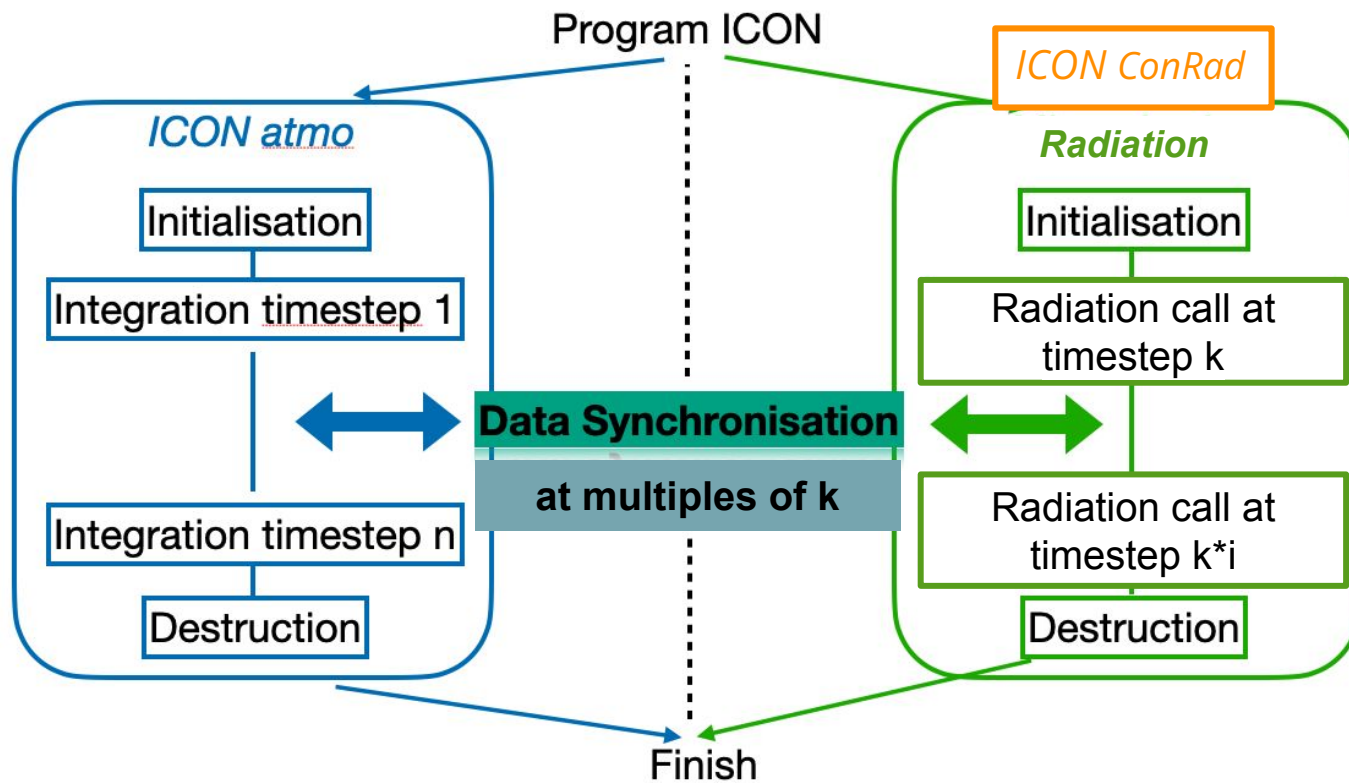 Program ICON
ICON ConRad
ICON atmo
Radiation
Initialisation
Initialisation
Integration timestep 1
Radiation call at
timestep k
Data Synchronisation
at multiples of k
Integration timestep n
Radiation call at
timestep k*i
Destruction
Destruction
Finish